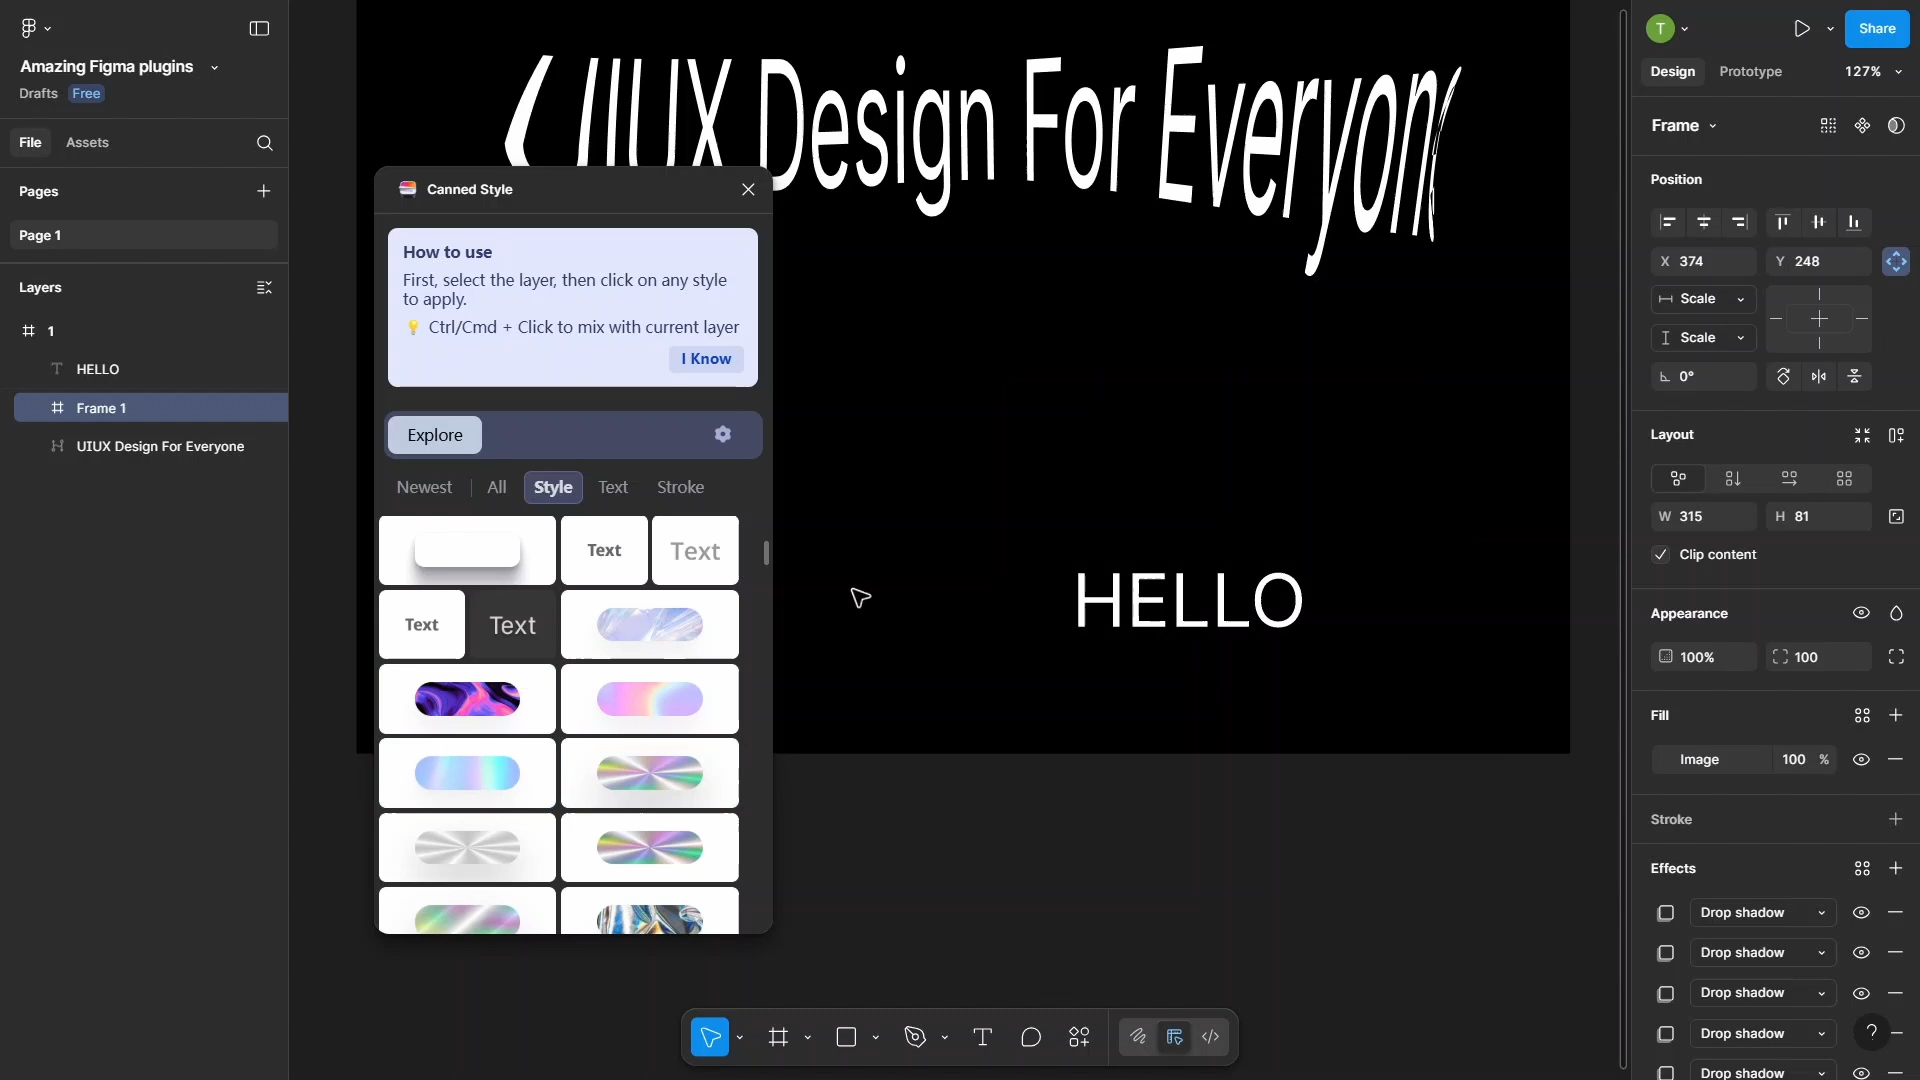 Amazing Figma plugins
Drafts Free
File Assets
Pages
Page 1
Layers
1
HELLO
Frame 1
UIUX Design For Everyone
UIUX Design For Everyone
Canned Style
How to use
First, select the layer, then click on any style
to apply.
💡 Ctrl/Cmd + Click to mix with current layer
I Know
Explore
Newest | All Style Text Stroke
Text Text
Text Text
HELLO
T Share
Design Prototype 127%
Frame
Position
X 374 Y 248
Scale
Scale
0°
Layout
W 315 H 81
Clip content
Appearance
100% 100
Fill
Image 100 %
Stroke
Effects
Drop shadow
Drop shadow
Drop shadow
Drop shadow
Drop shadow
?